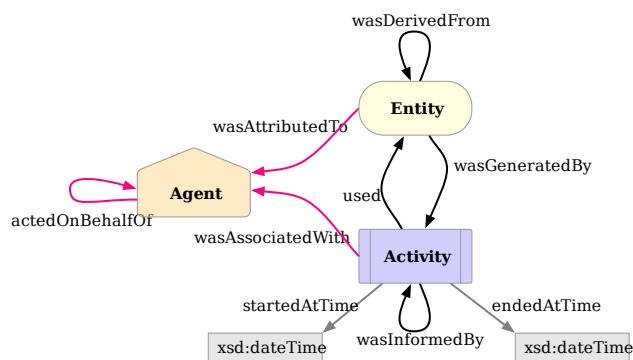 wasDerivedFrom
Entity
wasAttributedTo
wasGeneratedBy
Agent
used
actedOnBehalfOf
wasAssociatedWith
Activity
startedAtTime
endedAtTime
wasInformedBy
xsd:dateTime
xsd:dateTime